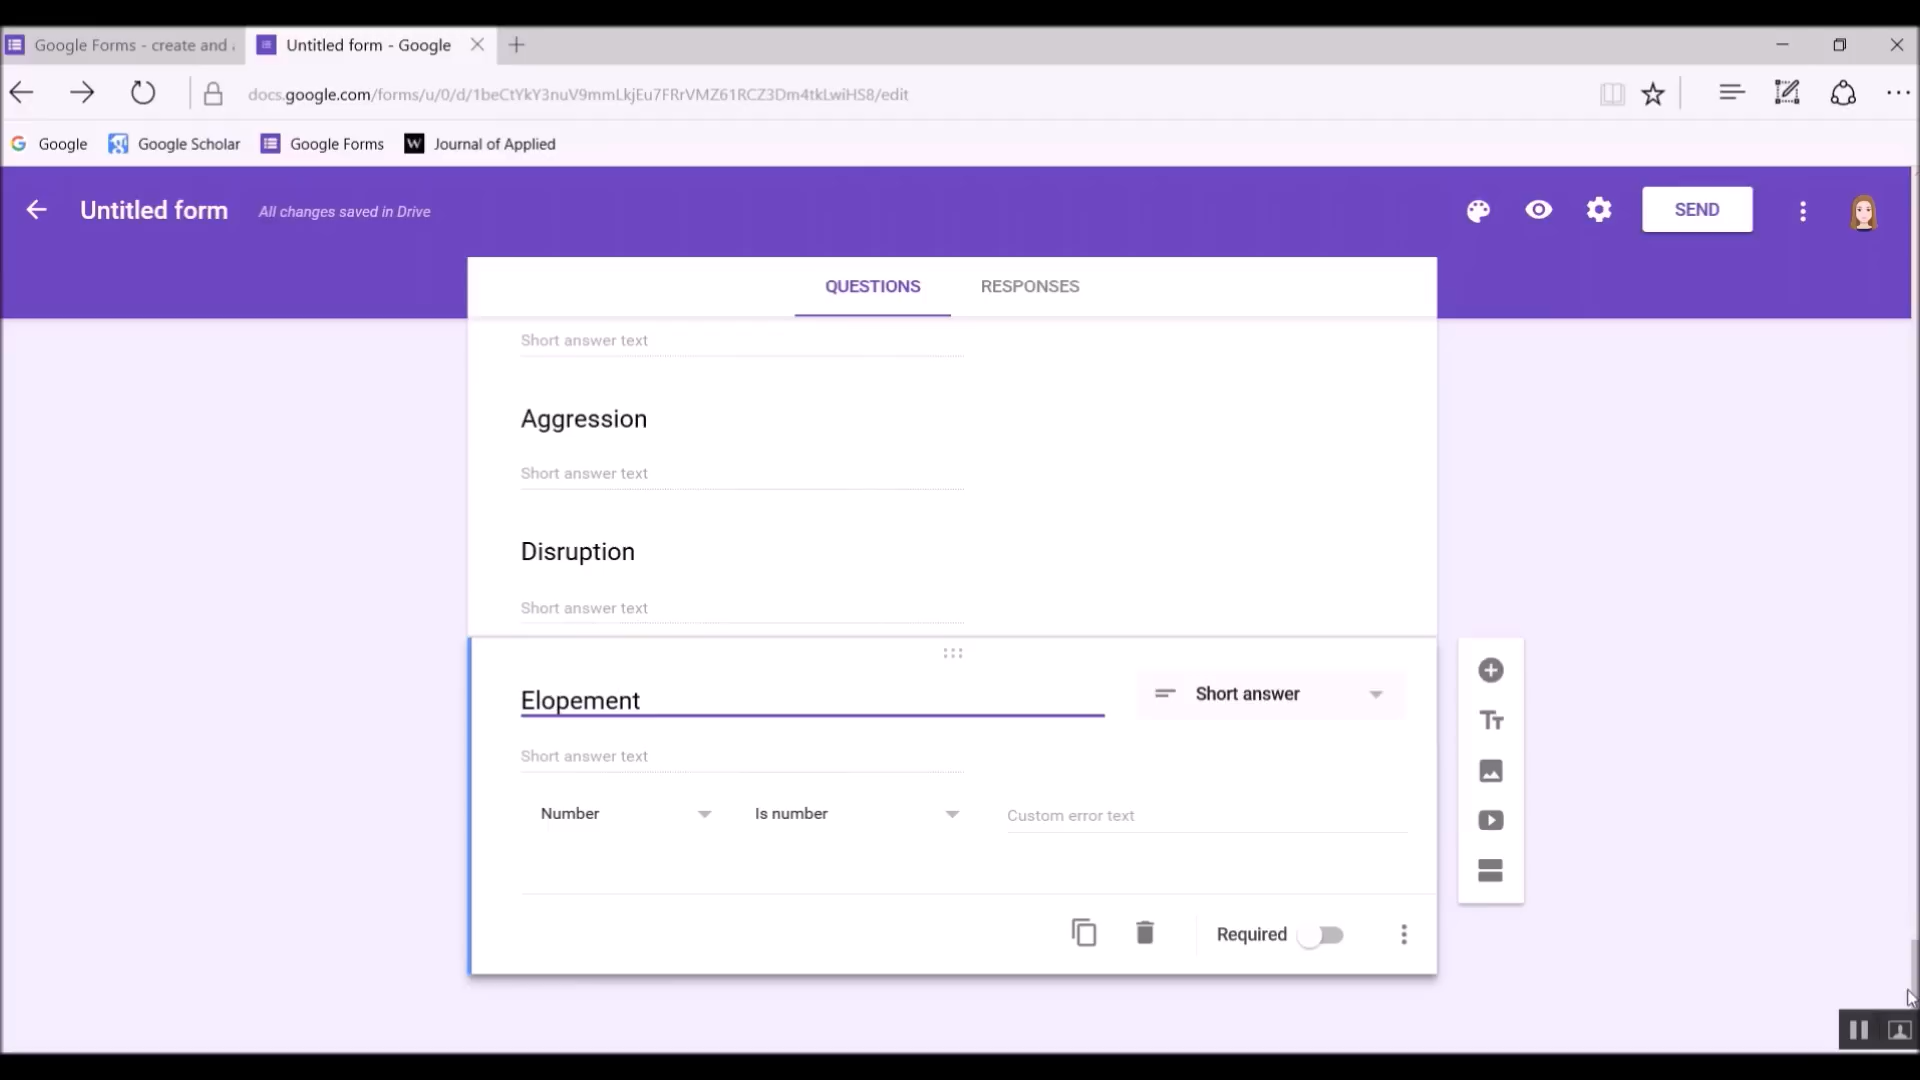 Google Forms - create and
Untitled form - Google
docs.google.com/forms/u/0/d/1beCtYkY3nuV9mmLkjEu7FRrVMZ61RCZ3Dm4tkLwiHS8/edit
Google
Google Scholar
Google Forms
W
Journal of Applied
Untitled form
All changes saved in Drive
SEND
QUESTIONS
RESPONSES
Short answer text
Aggression
Short answer text
Disruption
Short answer text
Elopement
Short answer
Short answer text
Number
Is number
Custom error text
Required